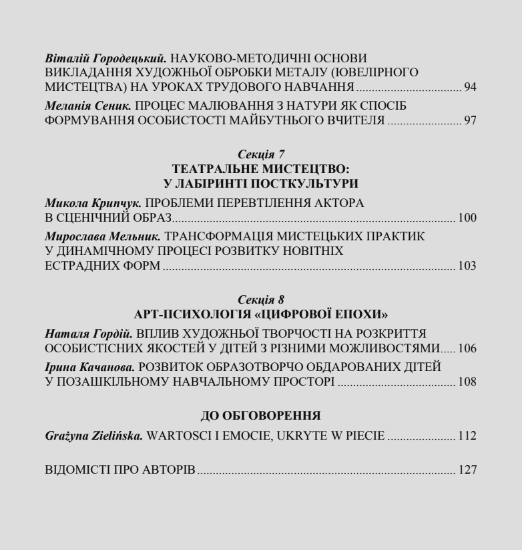 Віталій Городецький. НАУКОВО-МЕТОДИЧНІ ОСНОВИ
ВИКЛАДАННЯ ХУДОЖНЬОЇ ОБРОБКИ МЕТАЛУ (ЮВЕЛІРНОГО
МИСТЕЦТВА) НА УРОКАХ ТРУДОВОГО НАВЧАННЯ ..... 94
Меланія Сеник. ПРОЦЕС МАЛЮВАННЯ З НАТУРИ ЯК СПОСІБ
ФОРМУВАННЯ ОСОБИСТОСТІ МАЙБУТНЬОГО ВЧИТЕЛЯ ..... 97
Секція 7
ТЕАТРАЛЬНЕ МИСТЕЦТВО:
У ЛАБІРИНТІ ПОСТКУЛЬТУРИ
Микола Крипчук. ПРОБЛЕМИ ПЕРЕВТІЛЕННЯ АКТОРА
В СЦЕНІЧНИЙ ОБРАЗ ..... 100
Мирослава Мельник. ТРАНСФОРМАЦІЯ МИСТЕЦЬКИХ ПРАКТИК
У ДИНАМІЧНОМУ ПРОЦЕСІ РОЗВИТКУ НОВІТНІХ
ЕСТРАДНИХ ФОРМ ..... 103
Секція 8
АРТ-ПСИХОЛОГІЯ «ЦИФРОВОЇ ЕПОХИ»
Наталя Гордій. ВПЛИВ ХУДОЖНЬОЇ ТВОРЧОСТІ НА РОЗКРИТТЯ
ОСОБИСТІСНИХ ЯКОСТЕЙ У ДІТЕЙ З РІЗНИМИ МОЖЛИВОСТЯМИ ..... 106
Ірина Качанова. РОЗВИТОК ОБРАЗОТВОРЧО ОБДАРОВАНИХ ДІТЕЙ
У ПОЗАШКІЛЬНОМУ НАВЧАЛЬНОМУ ПРОСТОРІ ..... 108
ДО ОБГОВОРЕННЯ
Grażyna Zielińska. WARTOSCI I EMOCIE, UKRYTE W PIECIE ..... 112
ВІДОМІСТІ ПРО АВТОРІВ ..... 127